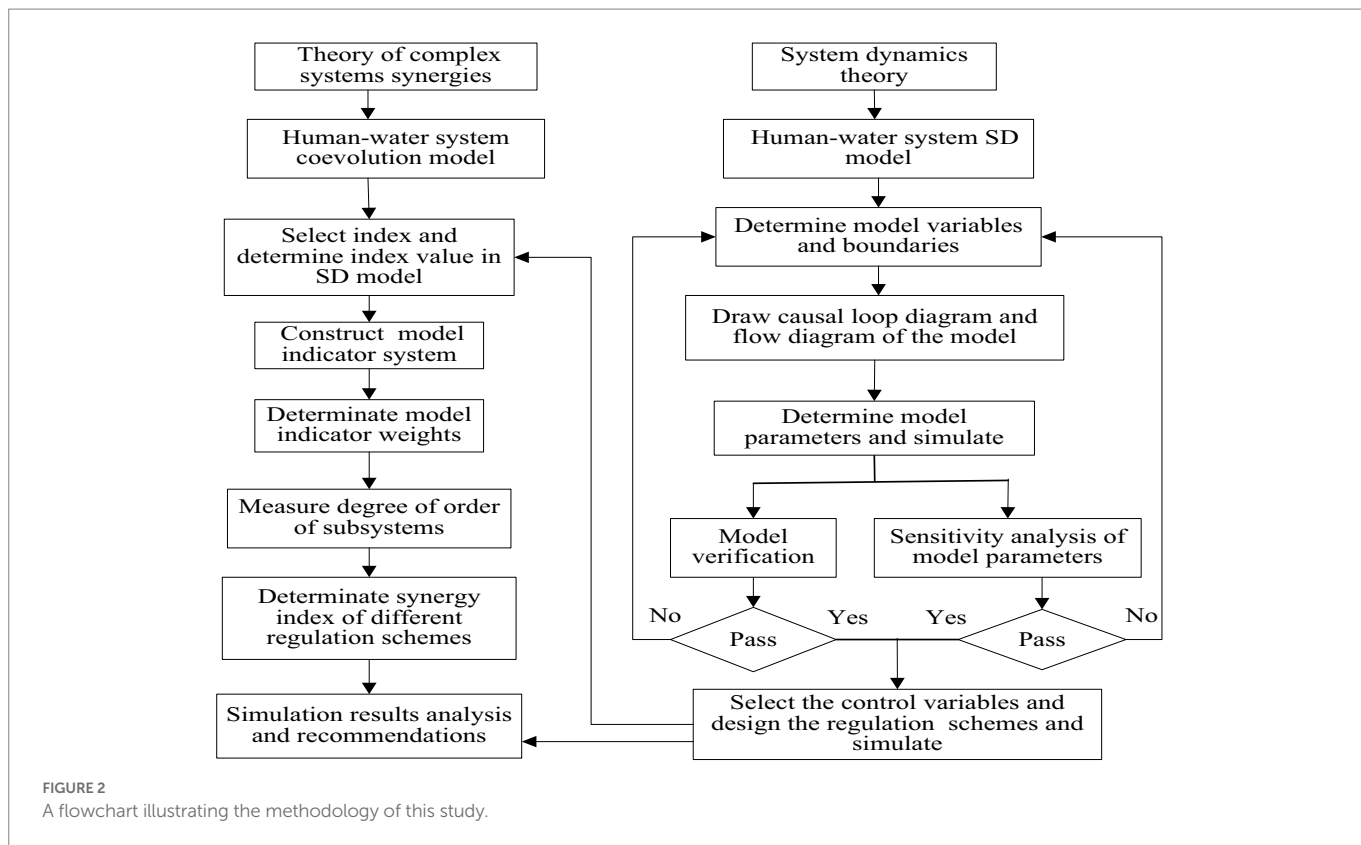 Theory of complex
systems synergies
Human-water system
coevolution model
Select index and
determine index value in
SD model
Construct model
indicator system
Determinate model
indicator weights
Measure degree of order
of subsystems
Determinate synergy
index of different
regulation schemes
Simulation results analysis
and recommendations
System dynamics
theory
Human-water system SD
model
Determine model variables
and boundaries
Draw causal loop diagram and
flow diagram of the model
Determine model
parameters and simulate
Model
verification
Sensitivity analysis of
model parameters
No
Pass
Yes
Yes
Pass
No
Select the control variables and
design the regulation schemes and
simulate
FIGURE 2
A flowchart illustrating the methodology of this study.